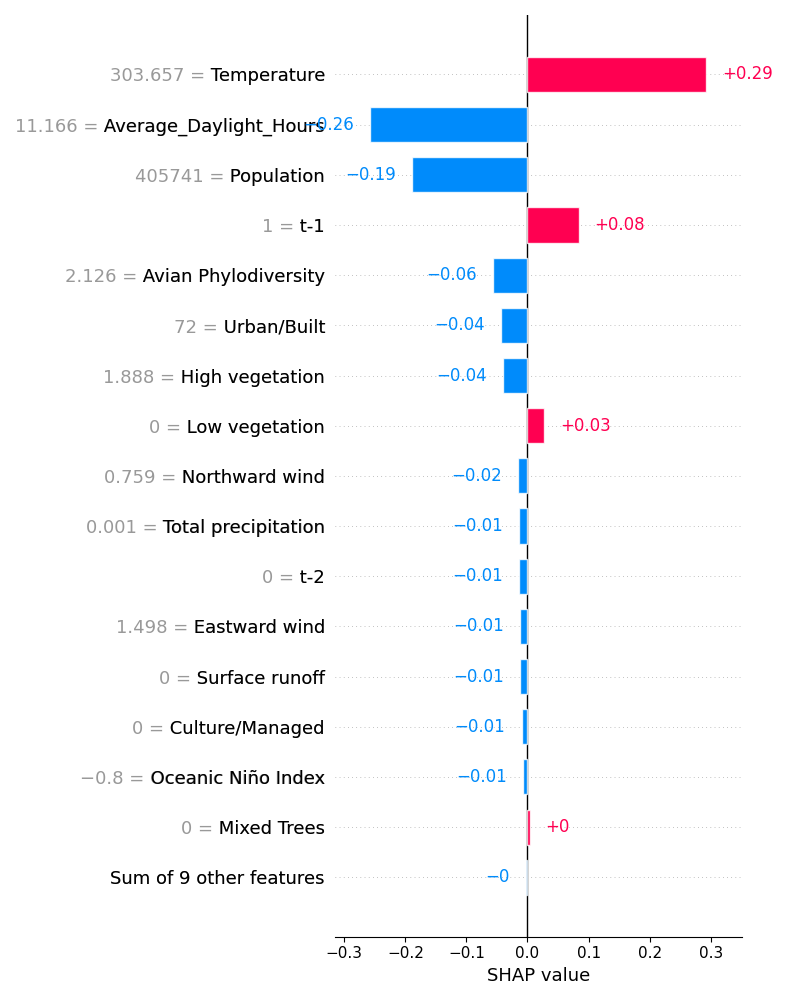 303.657 = Temperature +0.29
11.166 = Average_Daylight_Hours −0.26
405741 = Population −0.19
1 = t-1 +0.08
2.126 = Avian Phylodiversity −0.06
72 = Urban/Built −0.04
1.888 = High vegetation −0.04
0 = Low vegetation +0.03
0.759 = Northward wind −0.02
0.001 = Total precipitation −0.01
0 = t-2 −0.01
1.498 = Eastward wind −0.01
0 = Surface runoff −0.01
0 = Culture/Managed −0.01
−0.8 = Oceanic Niño Index −0.01
0 = Mixed Trees +0
Sum of 9 other features −0
−0.3 −0.2 −0.1 0.0 0.1 0.2 0.3
SHAP value